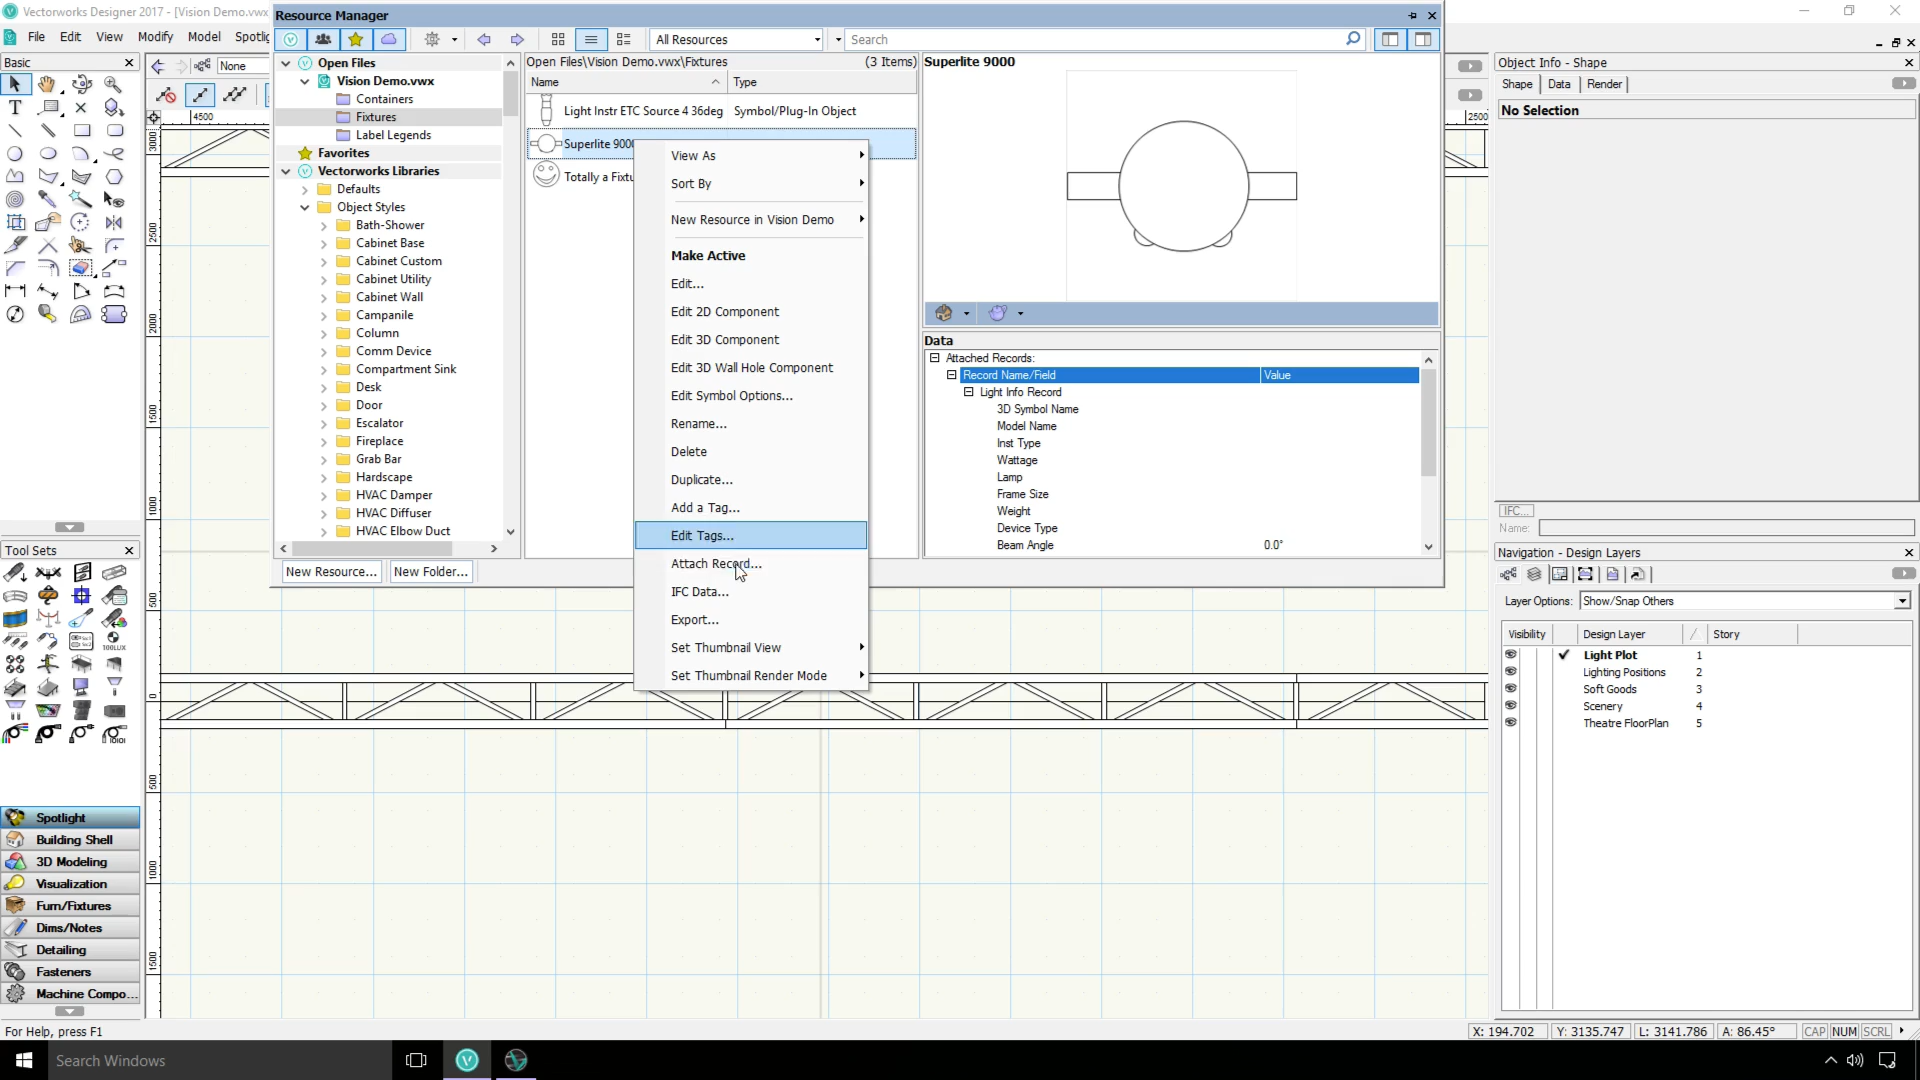 Vectorworks Designer 2017 - [Vision Demo.vwx
File Edit View Modify Model Spotlig
Basic
None
4500
2500
3000
2500
2000
1500
1000
500
0
500
1000
1500
Resource Manager
All Resources
Search
Open Files
Vision Demo.vwx
Containers
Fixtures
Label Legends
Favorites
Vectorworks Libraries
Defaults
Object Styles
Bath-Shower
Cabinet Base
Cabinet Custom
Cabinet Utility
Cabinet Wall
Campanile
Column
Comm Device
Compartment Sink
Desk
Door
Escalator
Fireplace
Grab Bar
Hardscape
HVAC Damper
HVAC Diffuser
HVAC Elbow Duct
New Resource...
New Folder...
Open Files\Vision Demo.vwx\Fixtures (3 Items)
Name Type
Light Instr ETC Source 4 36deg Symbol/Plug-In Object
Superlite 9000
Totally a Fixtu
View As
Sort By
New Resource in Vision Demo
Make Active
Edit...
Edit 2D Component
Edit 3D Component
Edit 3D Wall Hole Component
Edit Symbol Options...
Rename...
Delete
Duplicate...
Add a Tag...
Edit Tags...
Attach Record...
IFC Data...
Export...
Set Thumbnail View
Set Thumbnail Render Mode
Superlite 9000
Data
Attached Records:
Record Name/Field Value
Light Info Record
3D Symbol Name
Model Name
Inst Type
Wattage
Lamp
Frame Size
Weight
Device Type
Beam Angle 0.0°
Object Info - Shape
Shape Data Render
No Selection
IFC...
Name:
Navigation - Design Layers
Layer Options: Show/Snap Others
Visibility Design Layer / Story
Light Plot 1
Lighting Positions 2
Soft Goods 3
Scenery 4
Theatre FloorPlan 5
Tool Sets
100LUX
Spotlight
Building Shell
3D Modeling
Visualization
Furn/Fixtures
Dims/Notes
Detailing
Fasteners
Machine Compo...
For Help, press F1
X: 194.702 Y: 3135.747 L: 3141.786 A: 86.45° CAP NUM SCRL
Search Windows